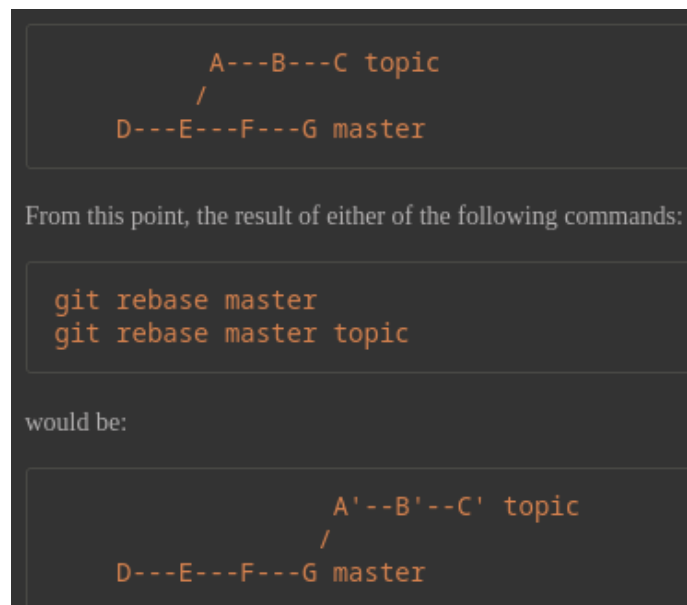 A---B---C topic
     /
D---E---F---G master
From this point, the result of either of the following commands:
git rebase master
git rebase master topic
would be:
              A'--B'--C' topic
             /
D---E---F---G master